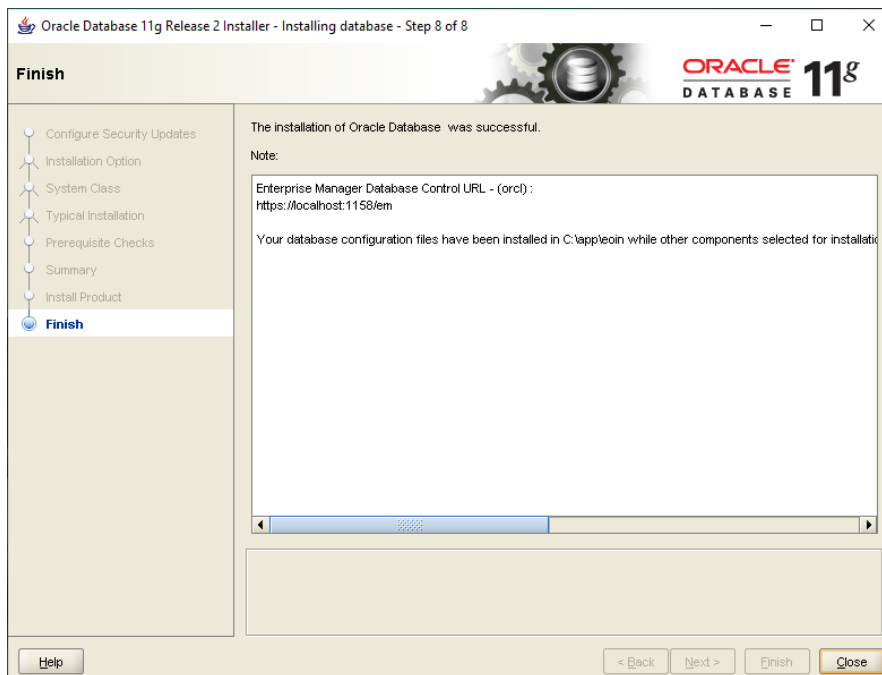 Oracle Database 11g Release 2 Installer - Installing database - Step 8 of 8
Finish
ORACLE
DATABASE
11g
Configure Security Updates
Installation Option
System Class
Typical Installation
Prerequisite Checks
Summary
Install Product
Finish
The installation of Oracle Database was successful.
Note:
Enterprise Manager Database Control URL - (orcl) :
https://localhost:1158/em
Your database configuration files have been installed in C:\app\eoin while other components selected for
Help
< Back
Next >
Finish
Close